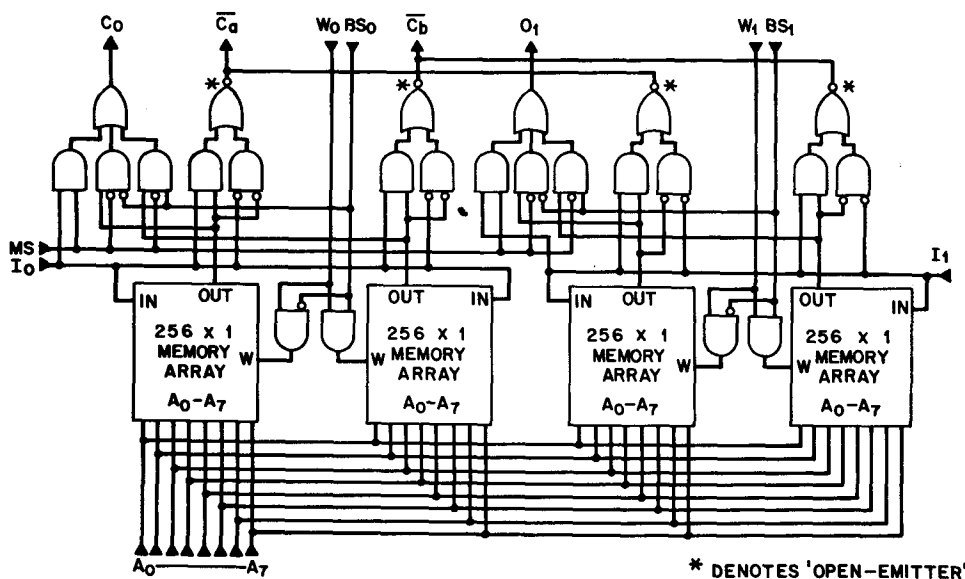 C0 Ca W0 BS0 Cb O1 W1 BS1
* * * *
MS
I0 I1
OUT OUT OUT OUT
IN IN IN IN
256 x 1 256 x 1 256 x 1 256 x 1
MEMORY MEMORY MEMORY MEMORY
ARRAY ARRAY ARRAY ARRAY
W W W W
A0-A7 A0~A7 A0-A7 A0-A7
A0 A7
* DENOTES 'OPEN-EMITTER'